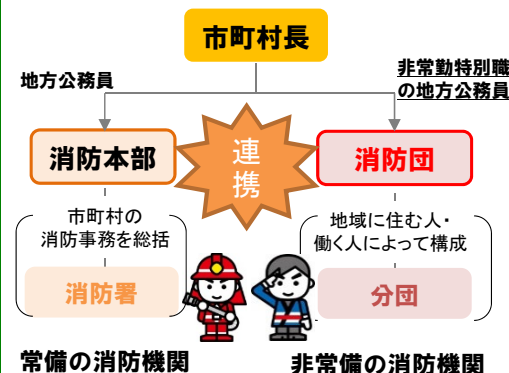 市町村長
地方公務員
非常勤特別職
の地方公務員
消防本部
連
携
消防団
市町村の
消防事務を総括
地域に住む人・
働く人によって構成
消防署
分団
常備の消防機関
非常備の消防機関